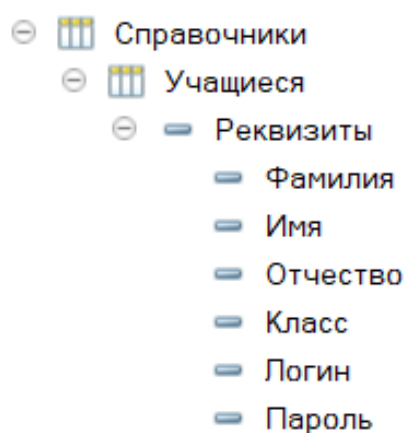 Справочники
Учащиеся
Реквизиты
Фамилия
Имя
Отчество
Класс
Логин
Пароль